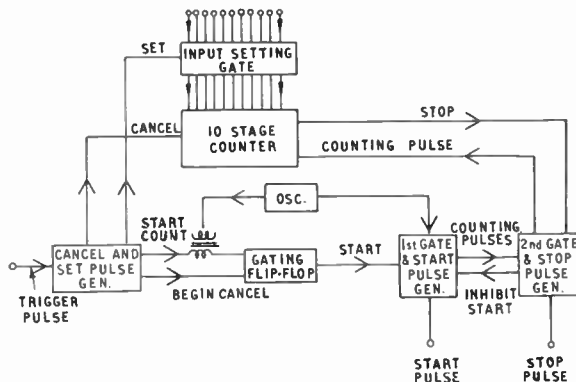 SET
INPUT SETTING
GATE
CANCEL
10 STAGE
COUNTER
STOP
COUNTING PULSE
OSC.
START
COUNT
CANCEL AND
SET PULSE
GEN.
GATING
FLIP-FLOP
START
1st GATE
& START
PULSE
GEN.
COUNTING
PULSES
2nd GATE
& STOP
PULSE
GEN.
BEGIN CANCEL
INHIBIT
START
TRIGGER
PULSE
START
PULSE
STOP
PULSE